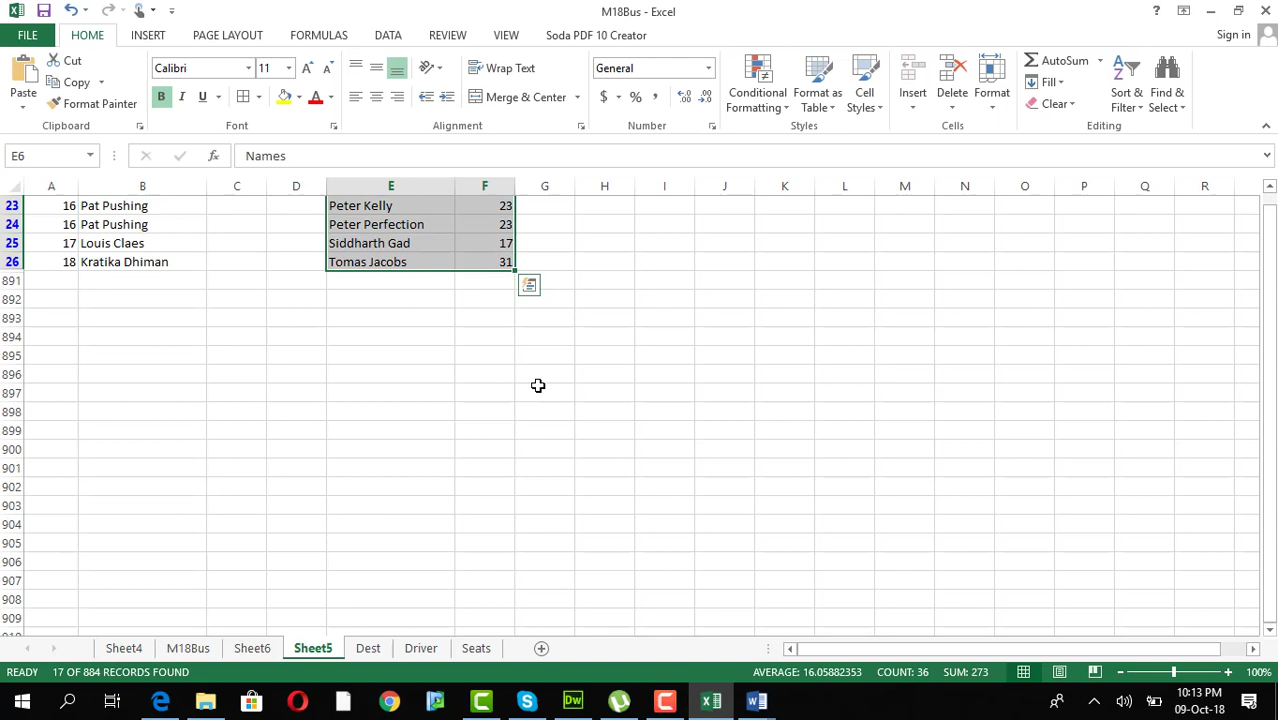 M18Bus - Excel
?
FILE HOME INSERT PAGE LAYOUT FORMULAS DATA REVIEW VIEW Soda PDF 10 Creator Sign in
Paste Cut Copy Format Painter Clipboard
Calibri 11 B I U A Font
Wrap Text Merge & Center Alignment
General $ % , Number
Conditional Formatting Format as Table Cell Styles Styles
Insert Delete Format Cells
AutoSum Fill Clear Sort & Filter Find & Select Editing
E6 fx Names
A B C D E F G H I J K L M N O P Q R
23 16 Pat Pushing Peter Kelly 23
24 16 Pat Pushing Peter Perfection 23
25 17 Louis Claes Siddharth Gad 17
26 18 Kratika Dhiman Tomas Jacobs 31
891
892
893
894
895
896
897
898
899
900
901
902
903
904
905
906
907
908
909
Sheet4 M18Bus Sheet6 Sheet5 Dest Driver Seats
READY 17 OF 884 RECORDS FOUND AVERAGE: 16.05882353 COUNT: 36 SUM: 273 100%
10:13 PM
09-Oct-18